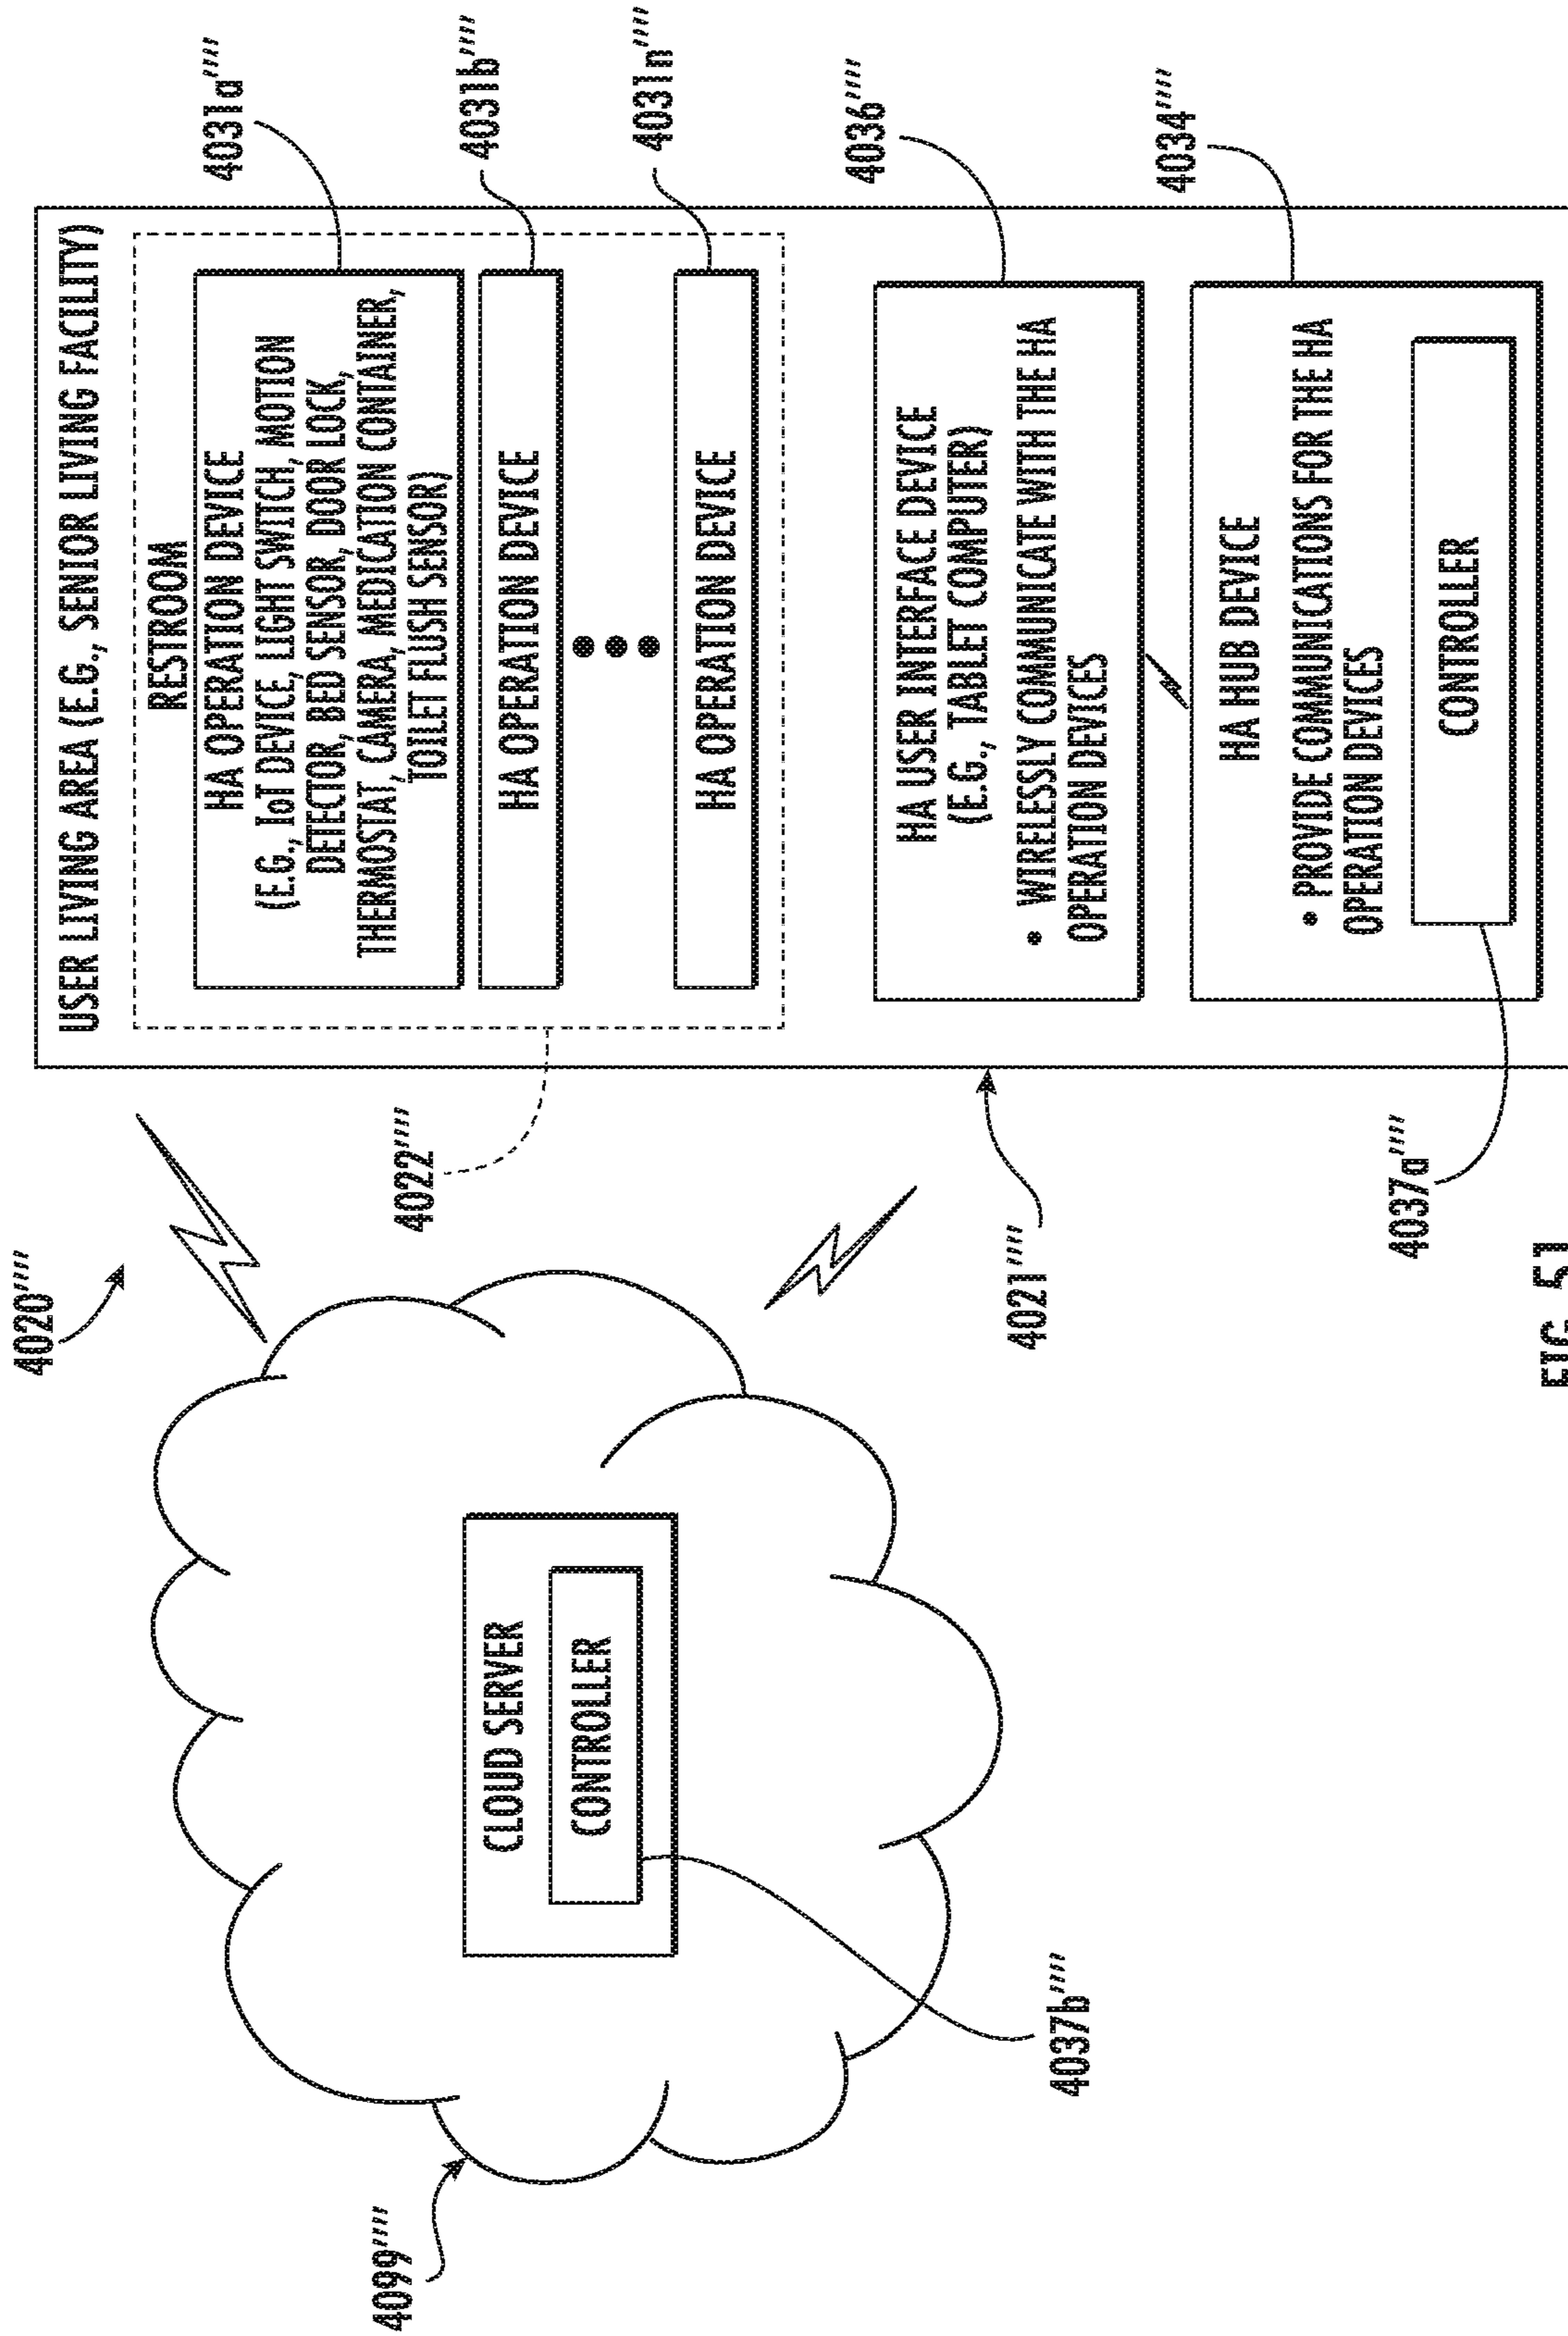 4020''''
USER LIVING AREA (E.G., SENIOR LIVING FACILITY)
RESTROOM
HA OPERATION DEVICE
(E.G., IoT DEVICE, LIGHT SWITCH, MOTION
DETECTOR, BED SENSOR, DOOR LOCK,
THERMOSTAT, CAMERA, MEDICATION CONTAINER,
TOILET FLUSH SENSOR)
4031a''''
HA OPERATION DEVICE
4031b''''
HA OPERATION DEVICE
4031n''''
4022''''
HA USER INTERFACE DEVICE
(E.G., TABLET COMPUTER)
• WIRELESSLY COMMUNICATE WITH THE HA
OPERATION DEVICES
4036''''
HA HUB DEVICE
• PROVIDE COMMUNICATIONS FOR THE HA
OPERATION DEVICES
4034''''
CONTROLLER
4037a''''
4021''''
4099''''
CLOUD SERVER
CONTROLLER
4037b''''
FIG. 51